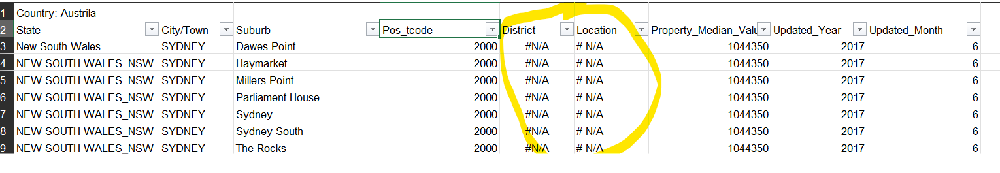 1 Country: Austrila
2 State City/Town Suburb Pos_tcode District Location Property_Median_Valu Updated_Year Updated_Month
3 New South Wales SYDNEY Dawes Point 2000 #N/A # N/A 1044350 2017 6
4 NEW SOUTH WALES_NSW SYDNEY Haymarket 2000 #N/A # N/A 1044350 2017 6
5 NEW SOUTH WALES_NSW SYDNEY Millers Point 2000 #N/A # N/A 1044350 2017 6
6 NEW SOUTH WALES_NSW SYDNEY Parliament House 2000 #N/A # N/A 1044350 2017 6
7 NEW SOUTH WALES_NSW SYDNEY Sydney 2000 #N/A # N/A 1044350 2017 6
8 NEW SOUTH WALES_NSW SYDNEY Sydney South 2000 #N/A # N/A 1044350 2017 6
9 NEW SOUTH WALES_NSW SYDNEY The Rocks 2000 #N/A # N/A 1044350 2017 6